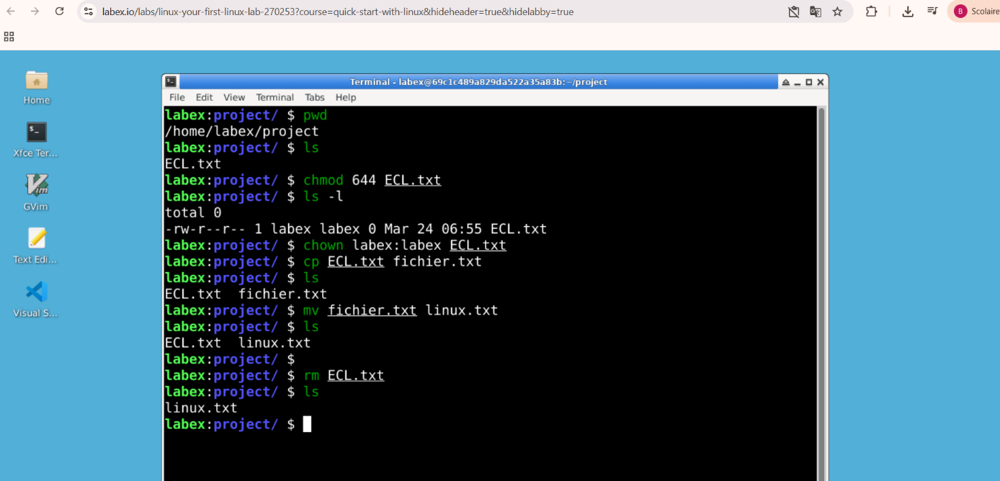 labex.io/labs/linux-your-first-linux-lab-270253?course=quick-start-with-linux&hideheader=true&hidelabby=true
B Scolaire
Home
Xfce Ter...
GVim
Text Edi...
Visual S...
Terminal - labex@69c1c489a829da522a35a83b:~/project
File Edit View Terminal Tabs Help
labex:project/ $ pwd
/home/labex/project
labex:project/ $ ls
ECL.txt
labex:project/ $ chmod 644 ECL.txt
labex:project/ $ ls -l
total 0
-rw-r--r-- 1 labex labex 0 Mar 24 06:55 ECL.txt
labex:project/ $ chown labex:labex ECL.txt
labex:project/ $ cp ECL.txt fichier.txt
labex:project/ $ ls
ECL.txt  fichier.txt
labex:project/ $ mv fichier.txt linux.txt
labex:project/ $ ls
ECL.txt  linux.txt
labex:project/ $
labex:project/ $ rm ECL.txt
labex:project/ $ ls
linux.txt
labex:project/ $